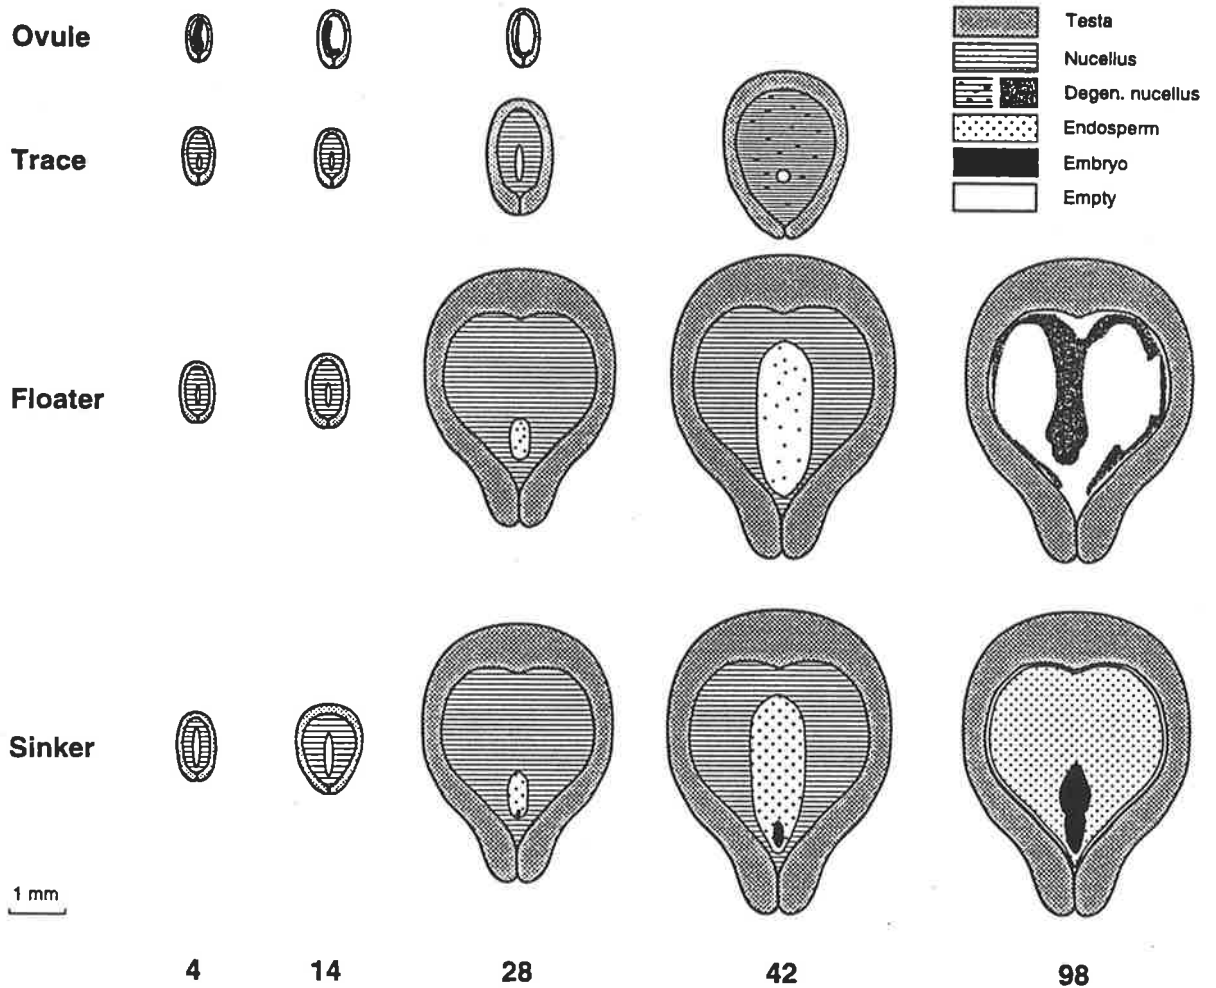 Ovule
Trace
Floater
Sinker
Testa
Nucellus
Degen. nucellus
Endosperm
Embryo
Empty
1 mm
4 14 28 42 98